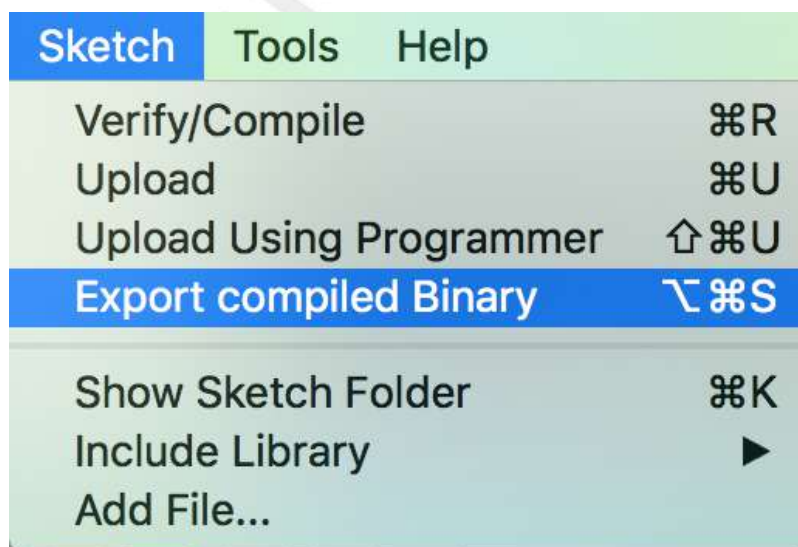 Sketch Tools Help
Verify/Compile ⌘R
Upload ⌘U
Upload Using Programmer ⇧⌘U
Export compiled Binary ⌥⌘S
Show Sketch Folder ⌘K
Include Library ▶
Add File...